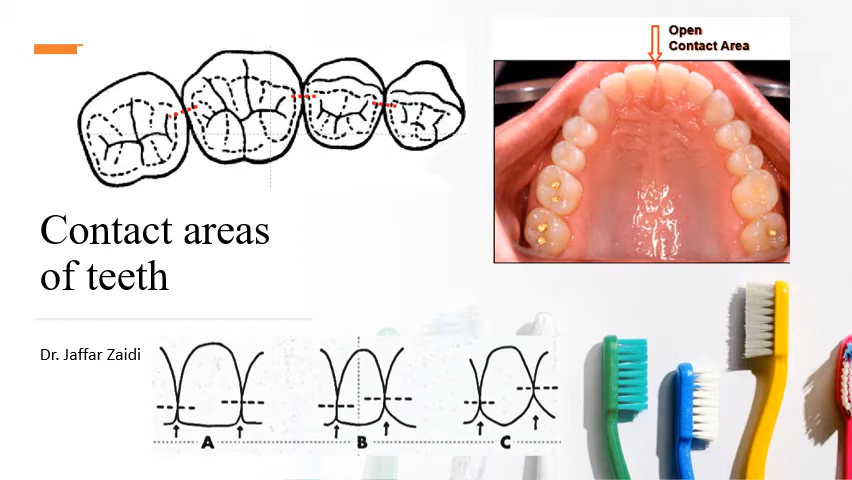 Open
Contact Area
Contact areas
of teeth
Dr. Jaffar Zaidi
A
B
C